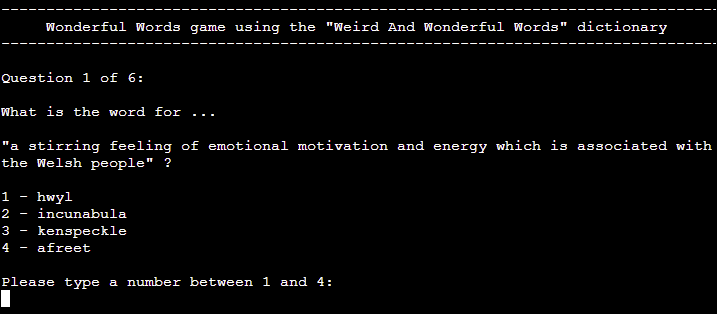 --------------------------------------------------------------------------------
Wonderful Words game using the "Weird And Wonderful Words" dictionary
--------------------------------------------------------------------------------
Question 1 of 6:
What is the word for ...
"a stirring feeling of emotional motivation and energy which is associated with
the Welsh people" ?
1 - hwyl
2 - incunabula
3 - kenspeckle
4 - afreet
Please type a number between 1 and 4: